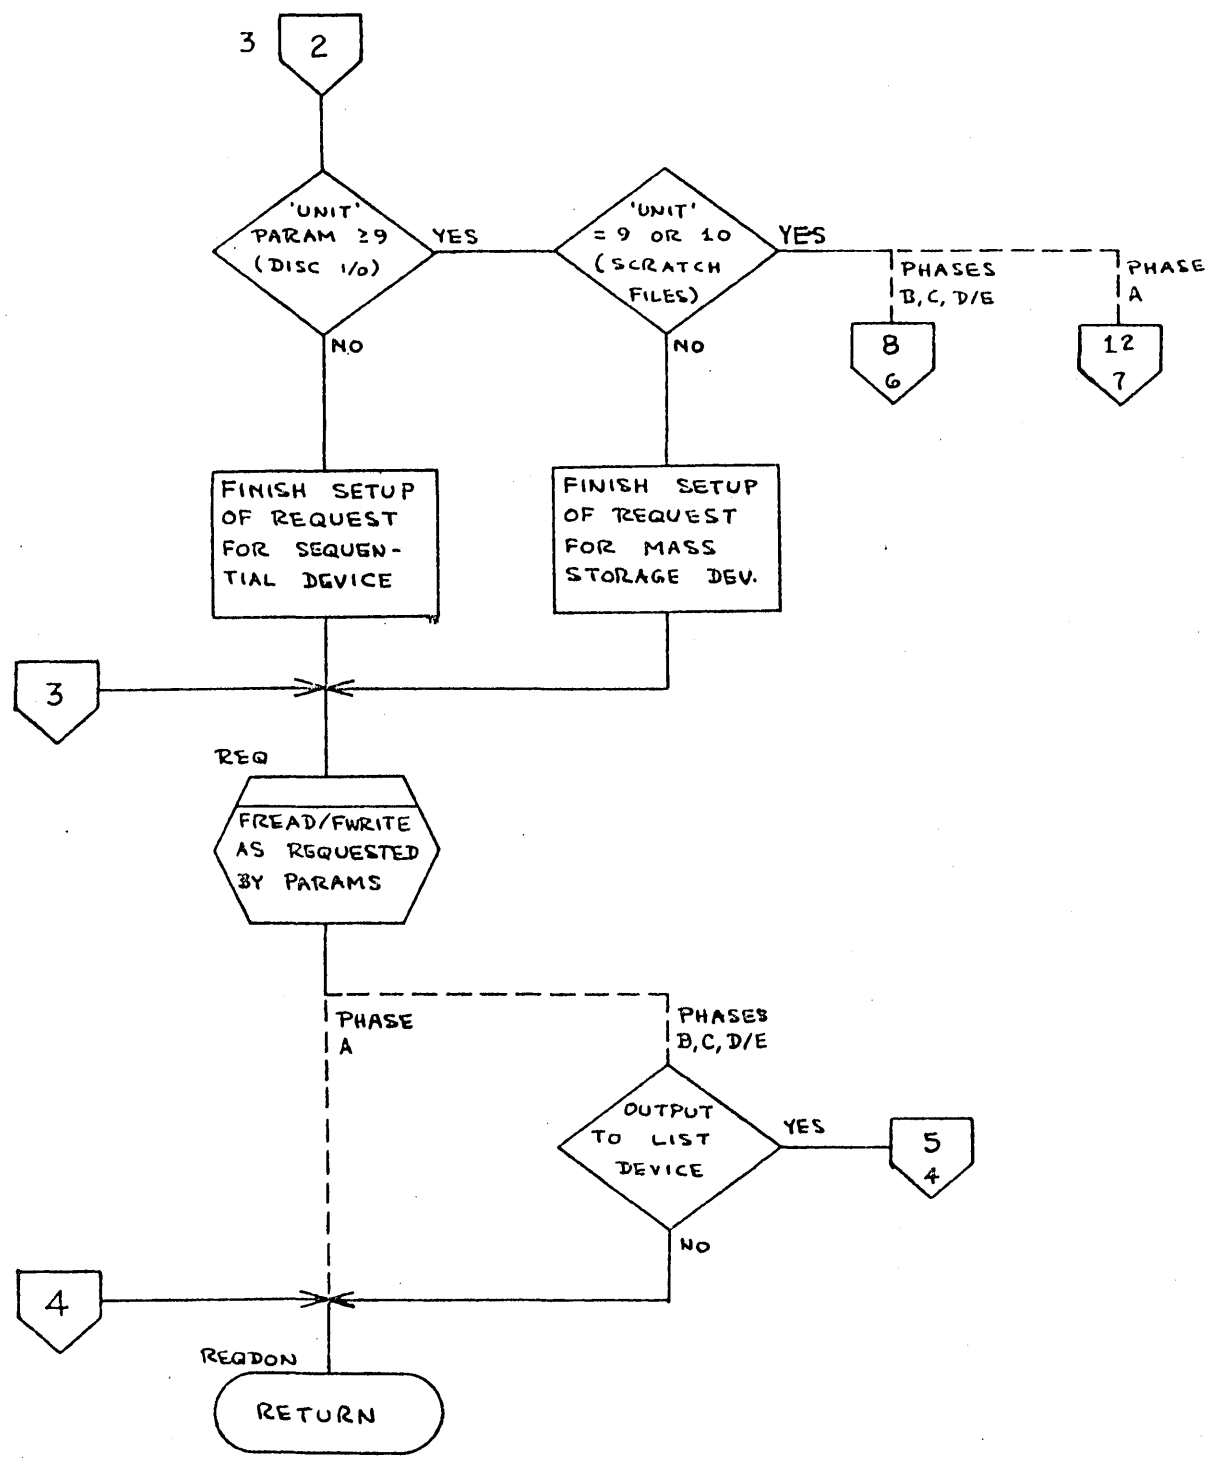 3
2
'UNIT'
PARAM ≥9
(DISC I/O)
YES
NO
'UNIT'
= 9 OR 10
(SCRATCH
FILES)
YES
NO
PHASES
B, C, D/E
PHASE
A
8
6
12
7
FINISH SETUP
OF REQUEST
FOR SEQUEN-
TIAL DEVICE
FINISH SETUP
OF REQUEST
FOR MASS
STORAGE DEV.
3
REQ
FREAD/FWRITE
AS REQUESTED
BY PARAMS
PHASE
A
PHASES
B, C, D/E
OUTPUT
TO LIST
DEVICE
YES
5
4
NO
4
REQDON
RETURN